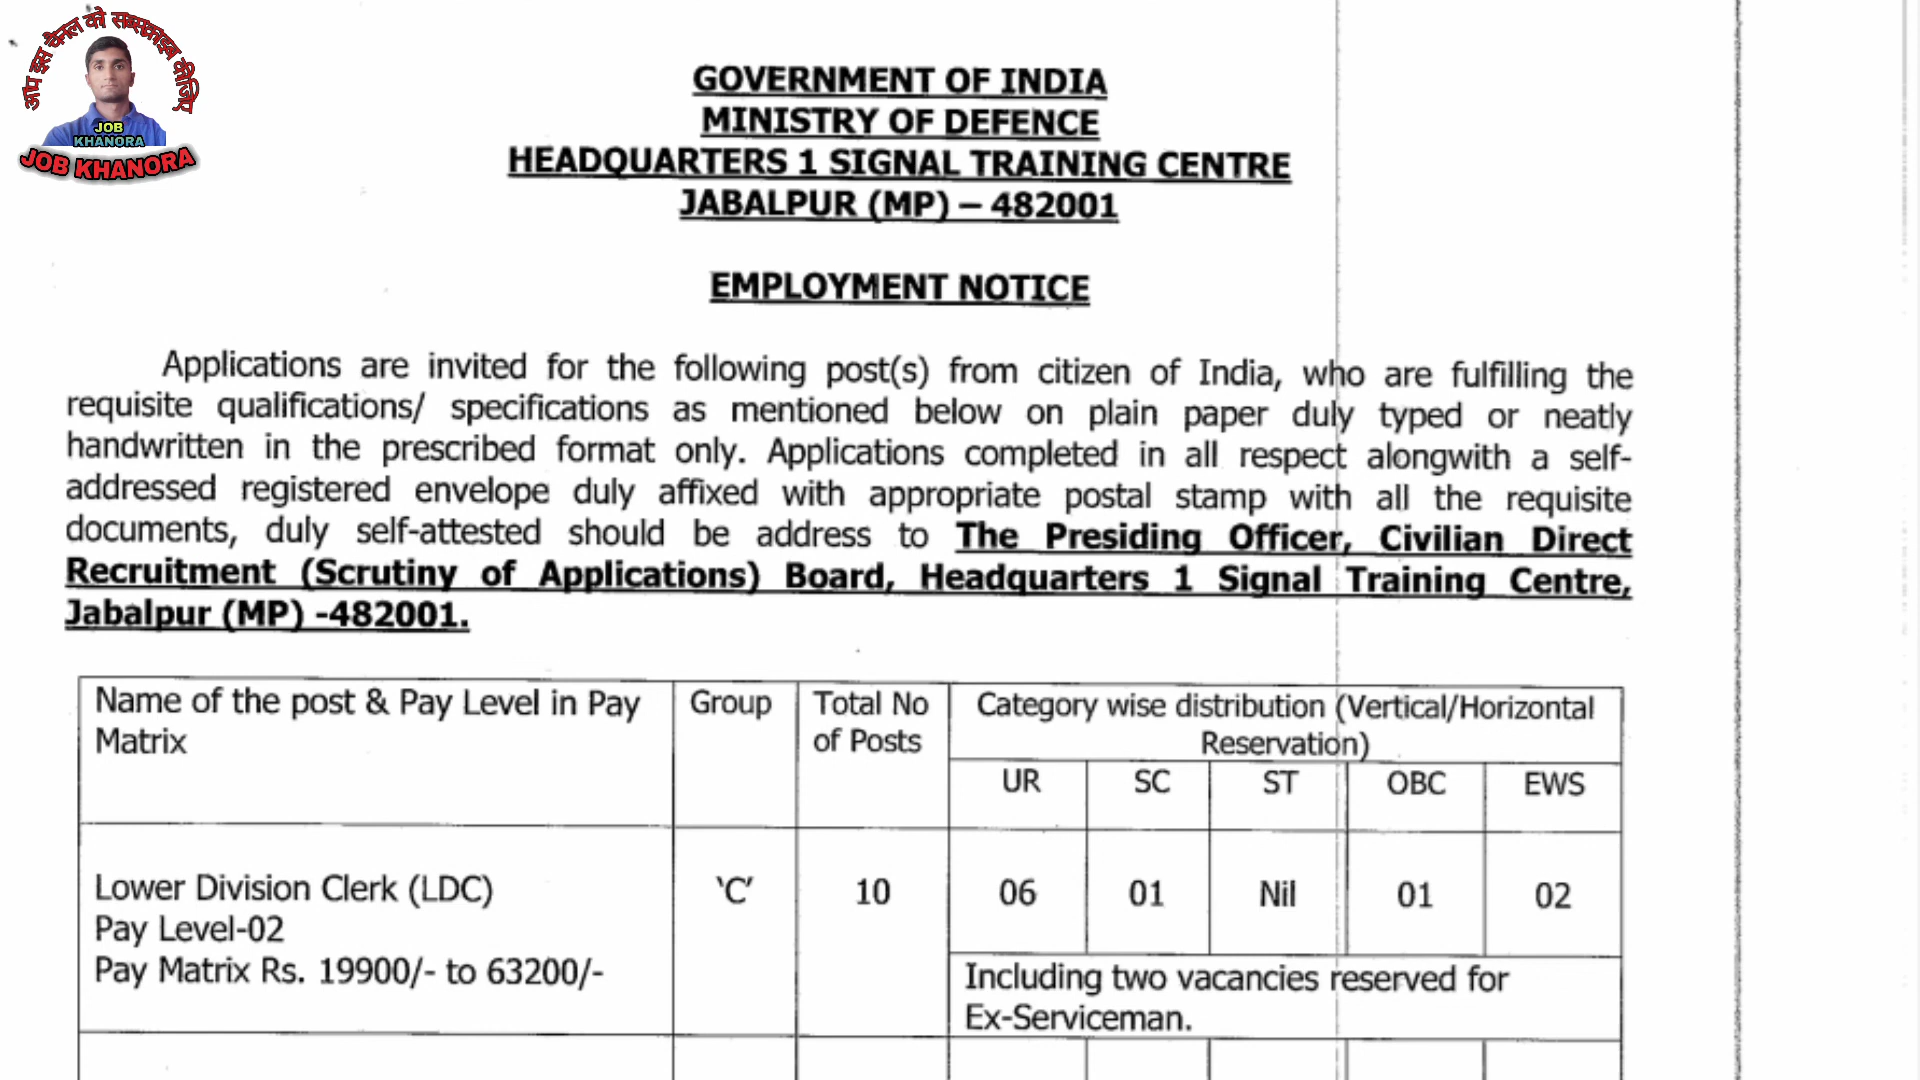 आप इस चैनल को सब्सक्राइब कीजिए
JOB
KHANORA
JOB KHANORA
GOVERNMENT OF INDIA
MINISTRY OF DEFENCE
HEADQUARTERS 1 SIGNAL TRAINING CENTRE
JABALPUR (MP) – 482001
EMPLOYMENT NOTICE
Applications are invited for the following post(s) from citizen of India, who are fulfilling the
requisite qualifications/ specifications as mentioned below on plain paper duly typed or neatly
handwritten in the prescribed format only. Applications completed in all respect alongwith a self-
addressed registered envelope duly affixed with appropriate postal stamp with all the requisite
documents, duly self-attested should be address to The Presiding Officer, Civilian Direct
Recruitment (Scrutiny of Applications) Board, Headquarters 1 Signal Training Centre,
Jabalpur (MP) -482001.
Name of the post & Pay Level in Pay
Matrix
Group
Total No
of Posts
Category wise distribution (Vertical/Horizontal
Reservation)
UR SC ST OBC EWS
Lower Division Clerk (LDC)
Pay Level-02
Pay Matrix Rs. 19900/- to 63200/-
‘C’ 10 06 01 Nil 01 02
Including two vacancies reserved for
Ex-Serviceman.